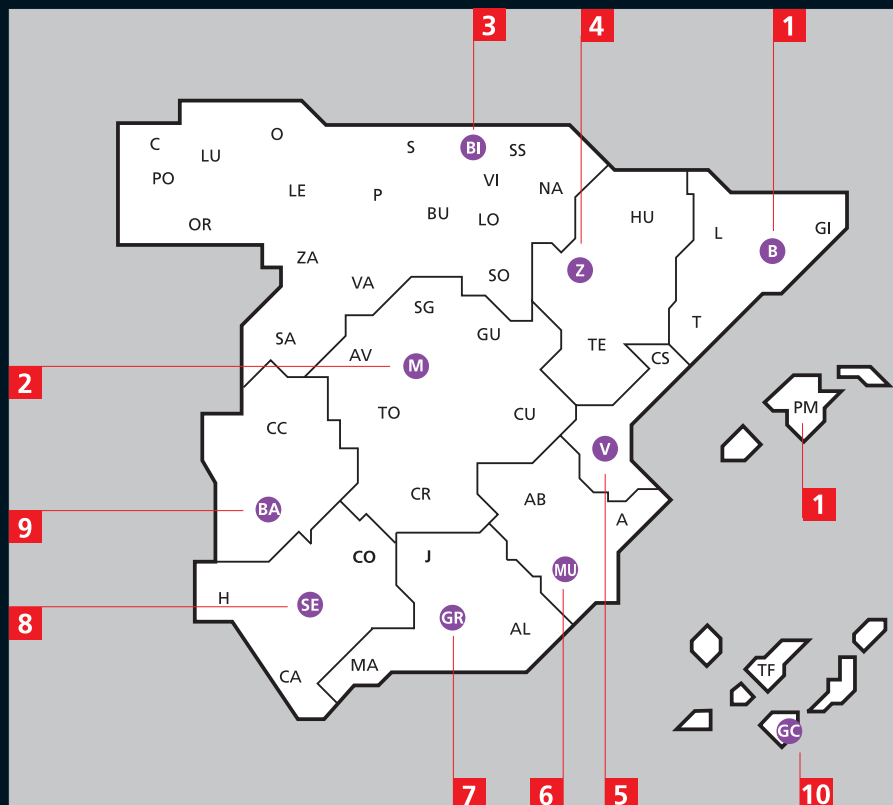 3 4 1
C O S BI SS
LU VI
PO LE P NA
BU LO HU
OR L GI
ZA B
VA SO Z
SG
GU T
SA AV TE CS
2 M
TO CU PM
CC V
CR AB
9 BA A 1
CO J
H MU
8 SE GR AL
MA TF
CA
GC
7 6 5 10